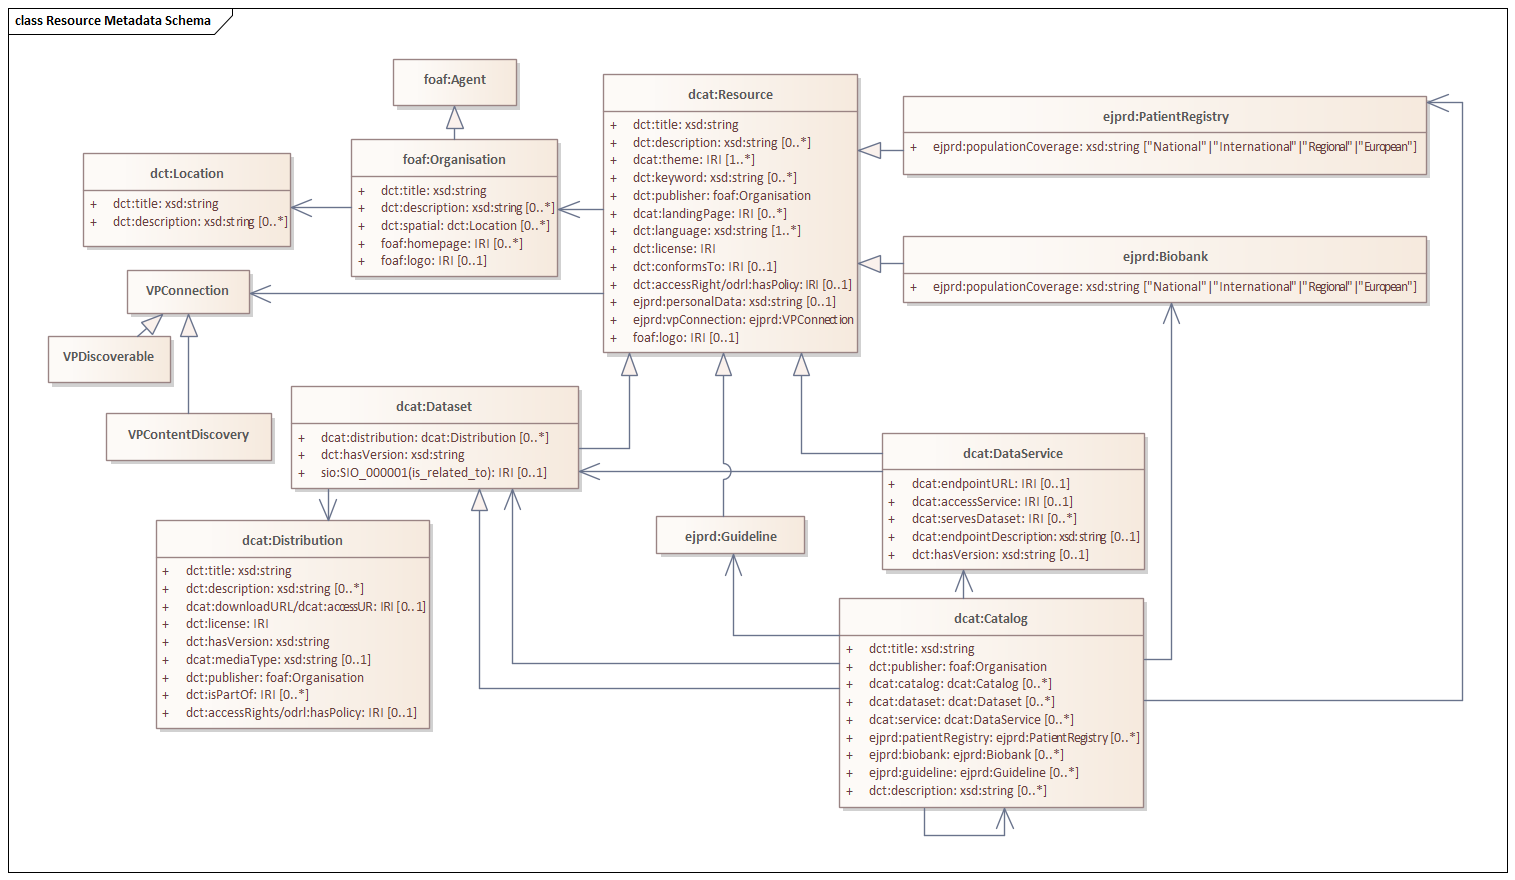 class Resource Metadata Schema
foaf:Agent
foaf:Organisation
+ dct:title: xsd:string
+ dct:description: xsd:string [0..*]
+ dct:spatial: dct:Location [0..*]
+ foaf:homepage: IRI [0..*]
+ foaf:logo: IRI [0..1]
dct:Location
+ dct:title: xsd:string
+ dct:description: xsd:string [0..*]
VPConnection
VPDiscoverable
VPContentDiscovery
dcat:Resource
+ dct:title: xsd:string
+ dct:description: xsd:string [0..*]
+ dcat:theme: IRI [1..*]
+ dct:keyword: xsd:string [0..*]
+ dct:publisher: foaf:Organisation
+ dcat:landingPage: IRI [0..*]
+ dct:language: xsd:string [1..*]
+ dct:license: IRI
+ dct:conformsTo: IRI [0..1]
+ dct:accessRight/odrl:hasPolicy: IRI [0..1]
+ ejprd:personalData: xsd:string [0..1]
+ ejprd:vpConnection: ejprd:VPConnection
+ foaf:logo: IRI [0..1]
ejprd:PatientRegistry
+ ejprd:populationCoverage: xsd:string ["National"|"International"|"Regional"|"European"]
ejprd:Biobank
+ ejprd:populationCoverage: xsd:string ["National"|"International"|"Regional"|"European"]
dcat:Dataset
+ dcat:distribution: dcat:Distribution [0..*]
+ dct:hasVersion: xsd:string
+ sio:SIO_000001(is_related_to): IRI [0..1]
dcat:Distribution
+ dct:title: xsd:string
+ dct:description: xsd:string [0..*]
+ dcat:downloadURL/dcat:accessUR: IRI [0..1]
+ dct:license: IRI
+ dct:hasVersion: xsd:string
+ dcat:mediaType: xsd:string [0..1]
+ dct:publisher: foaf:Organisation
+ dct:isPartOf: IRI [0..*]
+ dct:accessRights/odrl:hasPolicy: IRI [0..1]
ejprd:Guideline
dcat:DataService
+ dcat:endpointURL: IRI [0..1]
+ dcat:accessService: IRI [0..1]
+ dcat:servesDataset: IRI [0..*]
+ dcat:endpointDescription: xsd:string [0..1]
+ dct:hasVersion: xsd:string [0..1]
dcat:Catalog
+ dct:title: xsd:string
+ dct:publisher: foaf:Organisation
+ dcat:catalog: dcat:Catalog [0..*]
+ dcat:dataset: dcat:Dataset [0..*]
+ dcat:service: dcat:DataService [0..*]
+ ejprd:patientRegistry: ejprd:PatientRegistry [0..*]
+ ejprd:biobank: ejprd:Biobank [0..*]
+ ejprd:guideline: ejprd:Guideline [0..*]
+ dct:description: xsd:string [0..*]